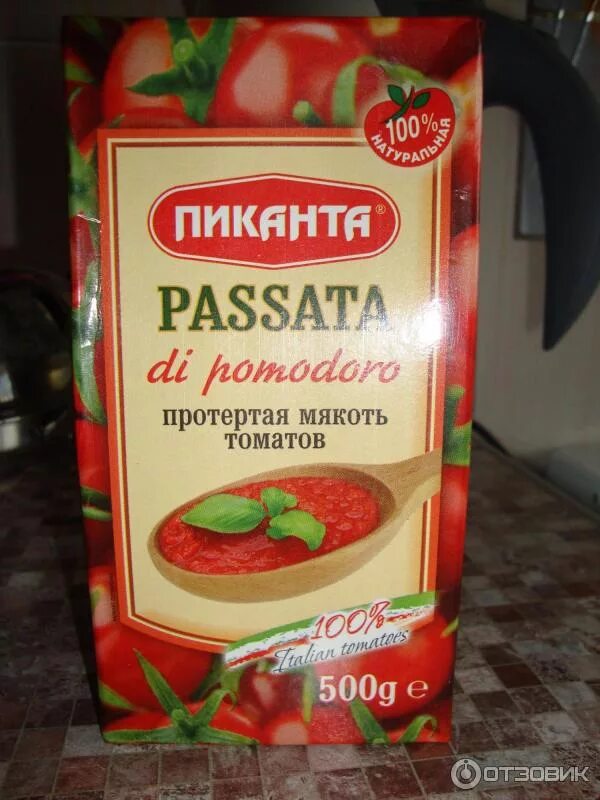 100%
НАТУРАЛЬНАЯ
ПИКАНТА®
PASSATA
di pomodoro
протертая мякоть
томатов
100%
Italian tomatoes
500g e
ОТЗОВИК